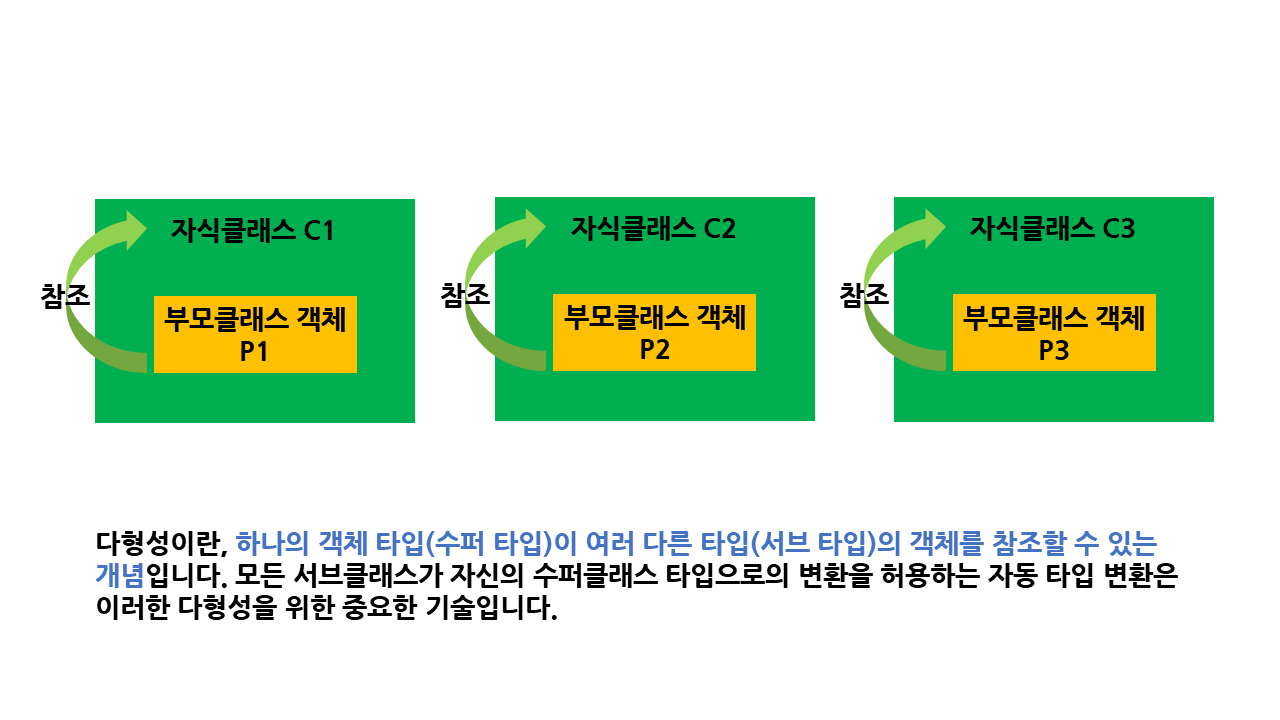 자식클래스 C1
참조
부모클래스 객체
P1
자식클래스 C2
참조
부모클래스 객체
P2
자식클래스 C3
참조
부모클래스 객체
P3
다형성이란, 하나의 객체 타입(수퍼 타입)이 여러 다른 타입(서브 타입)의 객체를 참조할 수 있는
개념입니다. 모든 서브클래스가 자신의 수퍼클래스 타입으로의 변환을 허용하는 자동 타입 변환은
이러한 다형성을 위한 중요한 기술입니다.